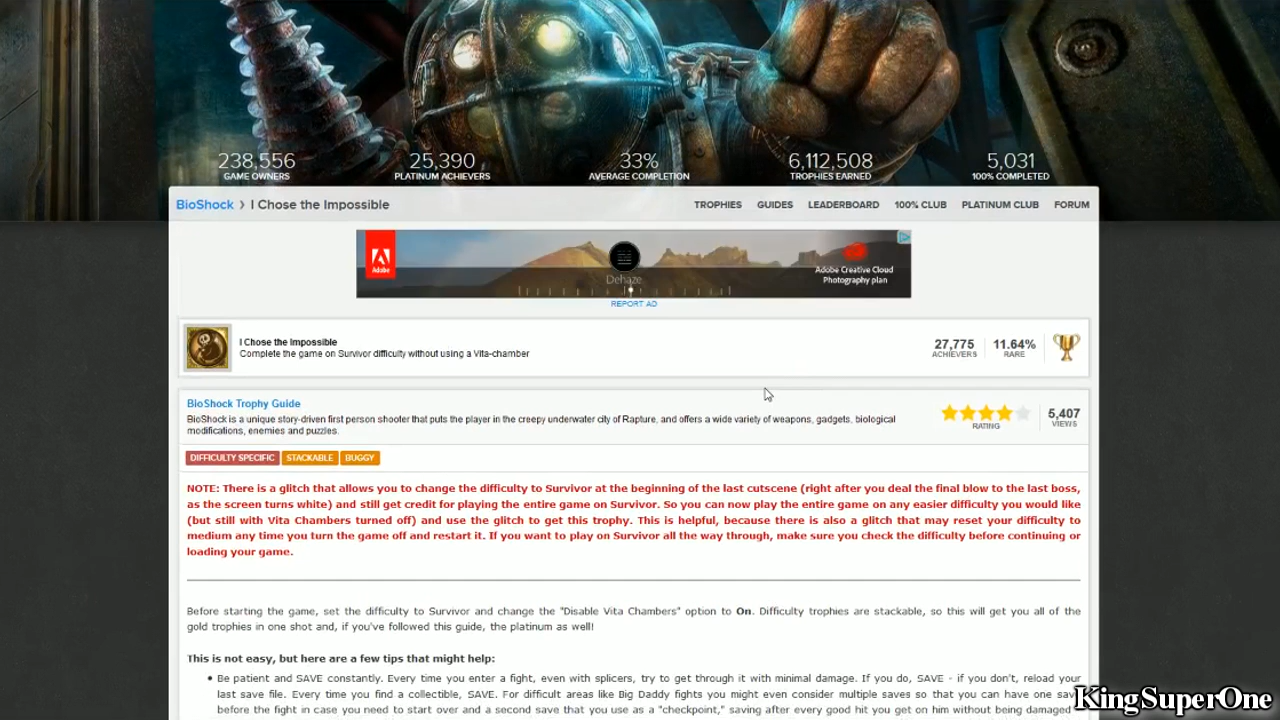 238,556 25,390 33% 6,112,508 5,031
GAME OWNERS PLATINUM ACHIEVERS AVERAGE COMPLETION TROPHIES EARNED 100% COMPLETED
BioShock › I Chose the Impossible TROPHIES GUIDES LEADERBOARD 100% CLUB PLATINUM CLUB FORUM
Adobe
Dehaze
Adobe Creative Cloud
Photography plan
REPORT AD
I Chose the Impossible
Complete the game on Survivor difficulty without using a Vita-chamber
27,775 11.64%
ACHIEVERS RARE
BioShock Trophy Guide
BioShock is a unique story-driven first person shooter that puts the player in the creepy underwater city of Rapture, and offers a wide variety of weapons, gadgets, biological
modifications, enemies and puzzles.
RATING
5,407
VIEWS
DIFFICULTY SPECIFIC STACKABLE BUGGY
NOTE: There is a glitch that allows you to change the difficulty to Survivor at the beginning of the last cutscene (right after you deal the final blow to the last boss,
as the screen turns white) and still get credit for playing the entire game on Survivor. So you can now play the entire game on any easier difficulty you would like
(but still with Vita Chambers turned off) and use the glitch to get this trophy. This is helpful, because there is also a glitch that may reset your difficulty to
medium any time you turn the game off and restart it. If you want to play on Survivor all the way through, make sure you check the difficulty before continuing or
loading your game.
Before starting the game, set the difficulty to Survivor and change the "Disable Vita Chambers" option to On. Difficulty trophies are stackable, so this will get you all of the
gold trophies in one shot and, if you've followed this guide, the platinum as well!
This is not easy, but here are a few tips that might help:
• Be patient and SAVE constantly. Every time you enter a fight, even with splicers, try to get through it with minimal damage. If you do, SAVE - if you don't, reload your
last save file. Every time you find a collectible, SAVE. For difficult areas like Big Daddy fights you might even consider multiple saves so that you can have one sav
before the fight in case you need to start over and a second save that you use as a "checkpoint," saving after every good hit you get on him without being damaged
KingSuperOne